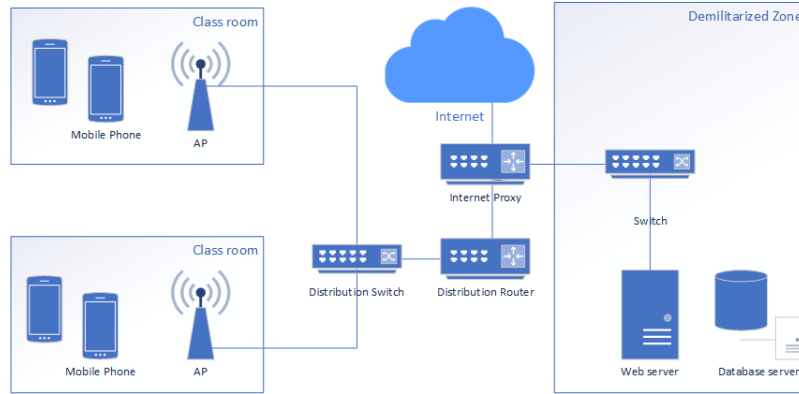 Class room
Mobile Phone
AP
Internet
Demilitarized Zone
Internet Proxy
Switch
Class room
Mobile Phone
AP
Distribution Switch
Distribution Router
Web server
Database server